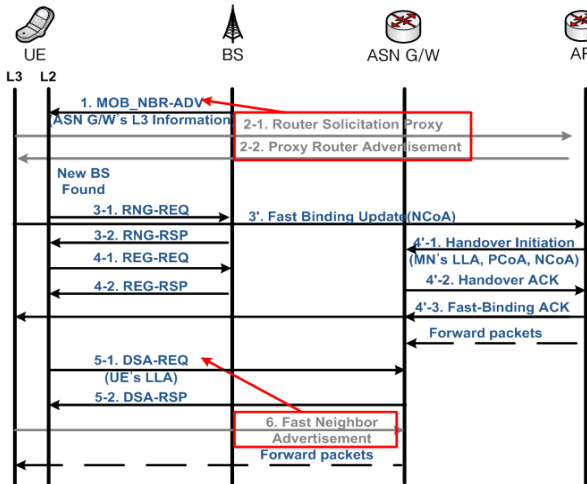 UE
BS
ASN G/W
AR
L3
L2
1. MOB_NBR-ADV
(ASN G/W's L3 Information)
2-1. Router Solicitation Proxy
2-2. Proxy Router Advertisement
New BS
Found
3-1. RNG-REQ
3'. Fast Binding Update(NCoA)
3-2. RNG-RSP
4'-1. Handover Initiation
(MN's LLA, PCoA, NCoA)
4-1. REG-REQ
4'-2. Handover ACK
4-2. REG-RSP
4'-3. Fast-Binding ACK
Forward packets
5-1. DSA-REQ
(UE's LLA)
5-2. DSA-RSP
6. Fast Neighbor
Advertisement
Forward packets